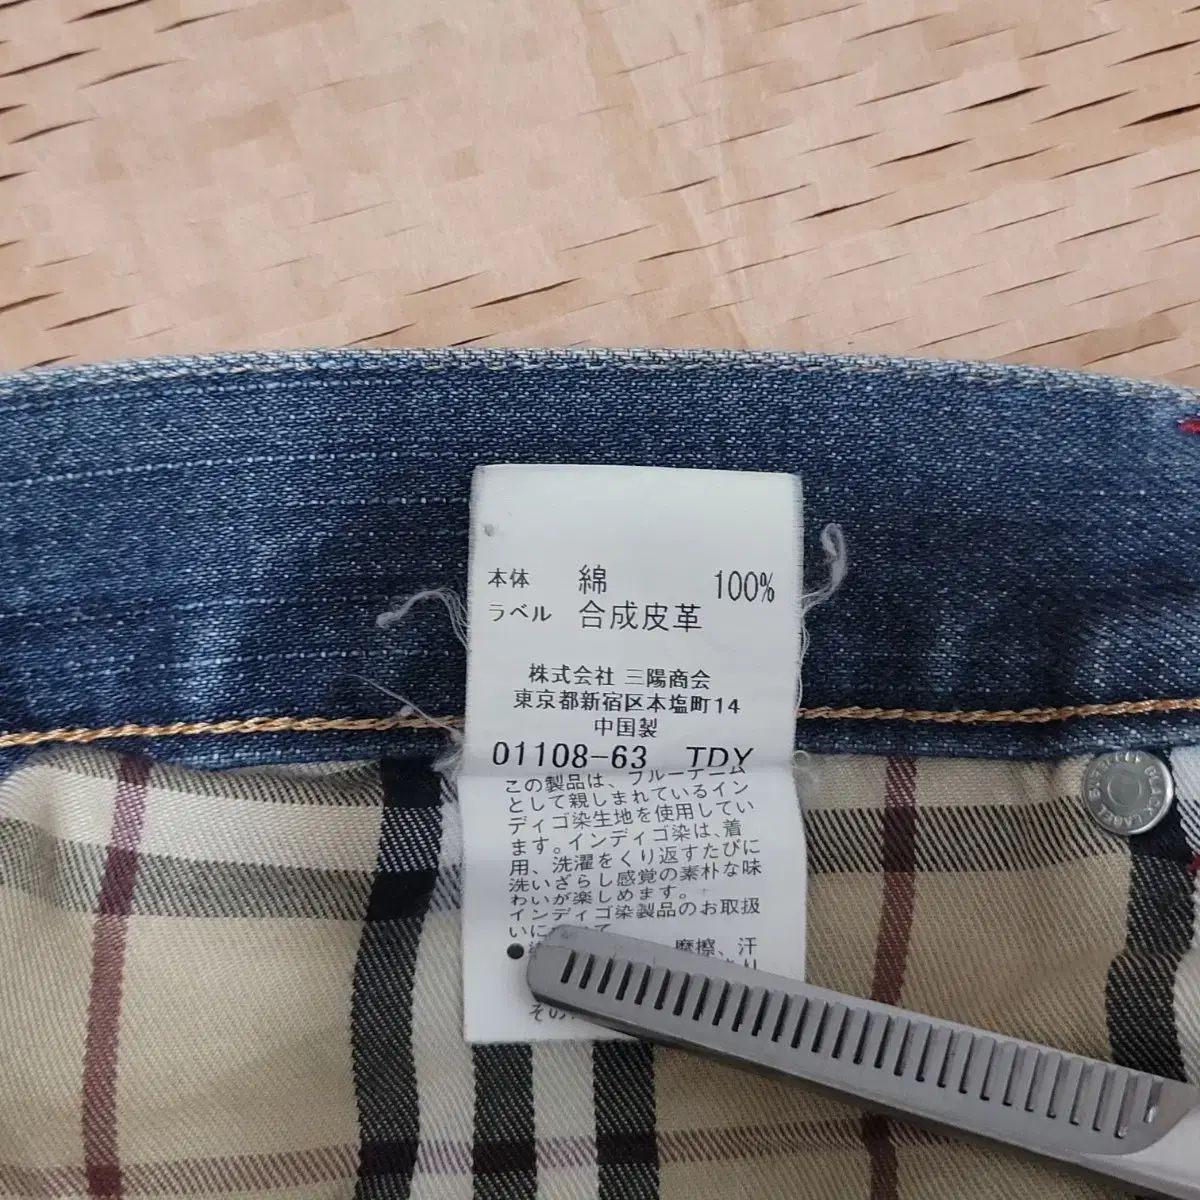 本体 綿 100%
ラベル 合成皮革
株式会社 三陽商会
東京都新宿区本塩町14
中国製
01108-63 TDY
この製品は、ブルーデニム
として親しまれているイン
ディゴ染生地を使用してい
ます。インディゴ染は、着
用、洗濯をくり返すたびに
洗いざらし感覚の素朴な味
わいが楽しめます。
インディゴ染製品のお取扱
いに
摩擦、汗
その
BLACK LABEL